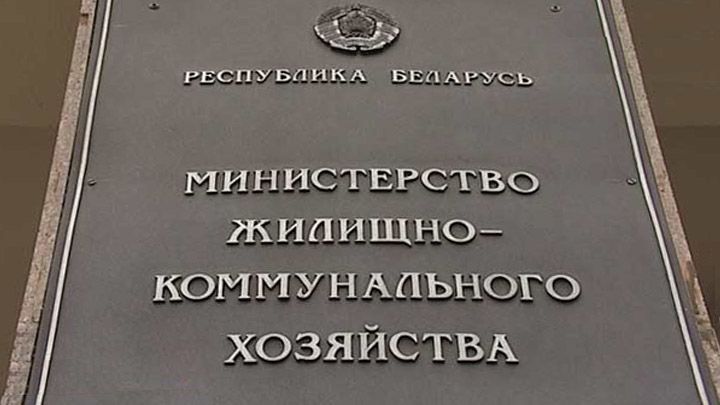 РЕСПУБЛИКА БЕЛАРУСЬ
МИНИСТЕРСТВО
ЖИЛИЩНО-
КОММУНАЛЬНОГО
ХОЗЯЙСТВА